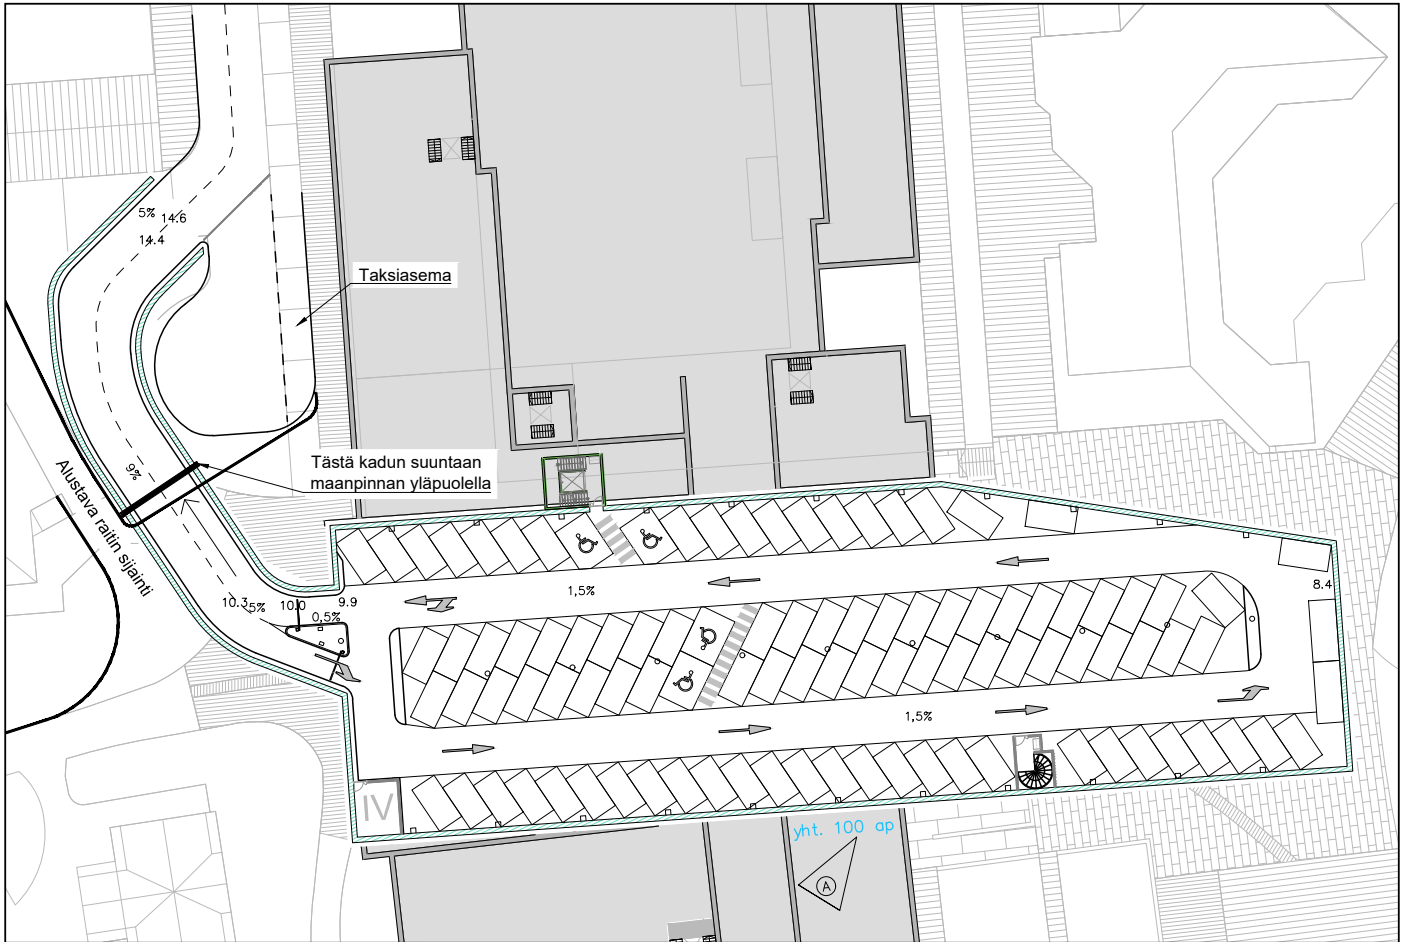 5% 14.6
14.4
Taksiasema
Tästä kadun suuntaan
maanpinnan yläpuolella
9%
Alustava raitin sijainti
10.3
5%
10.0
9.9
0,5%
1,5%
8.4
1,5%
IV
yht. 100 ap
A